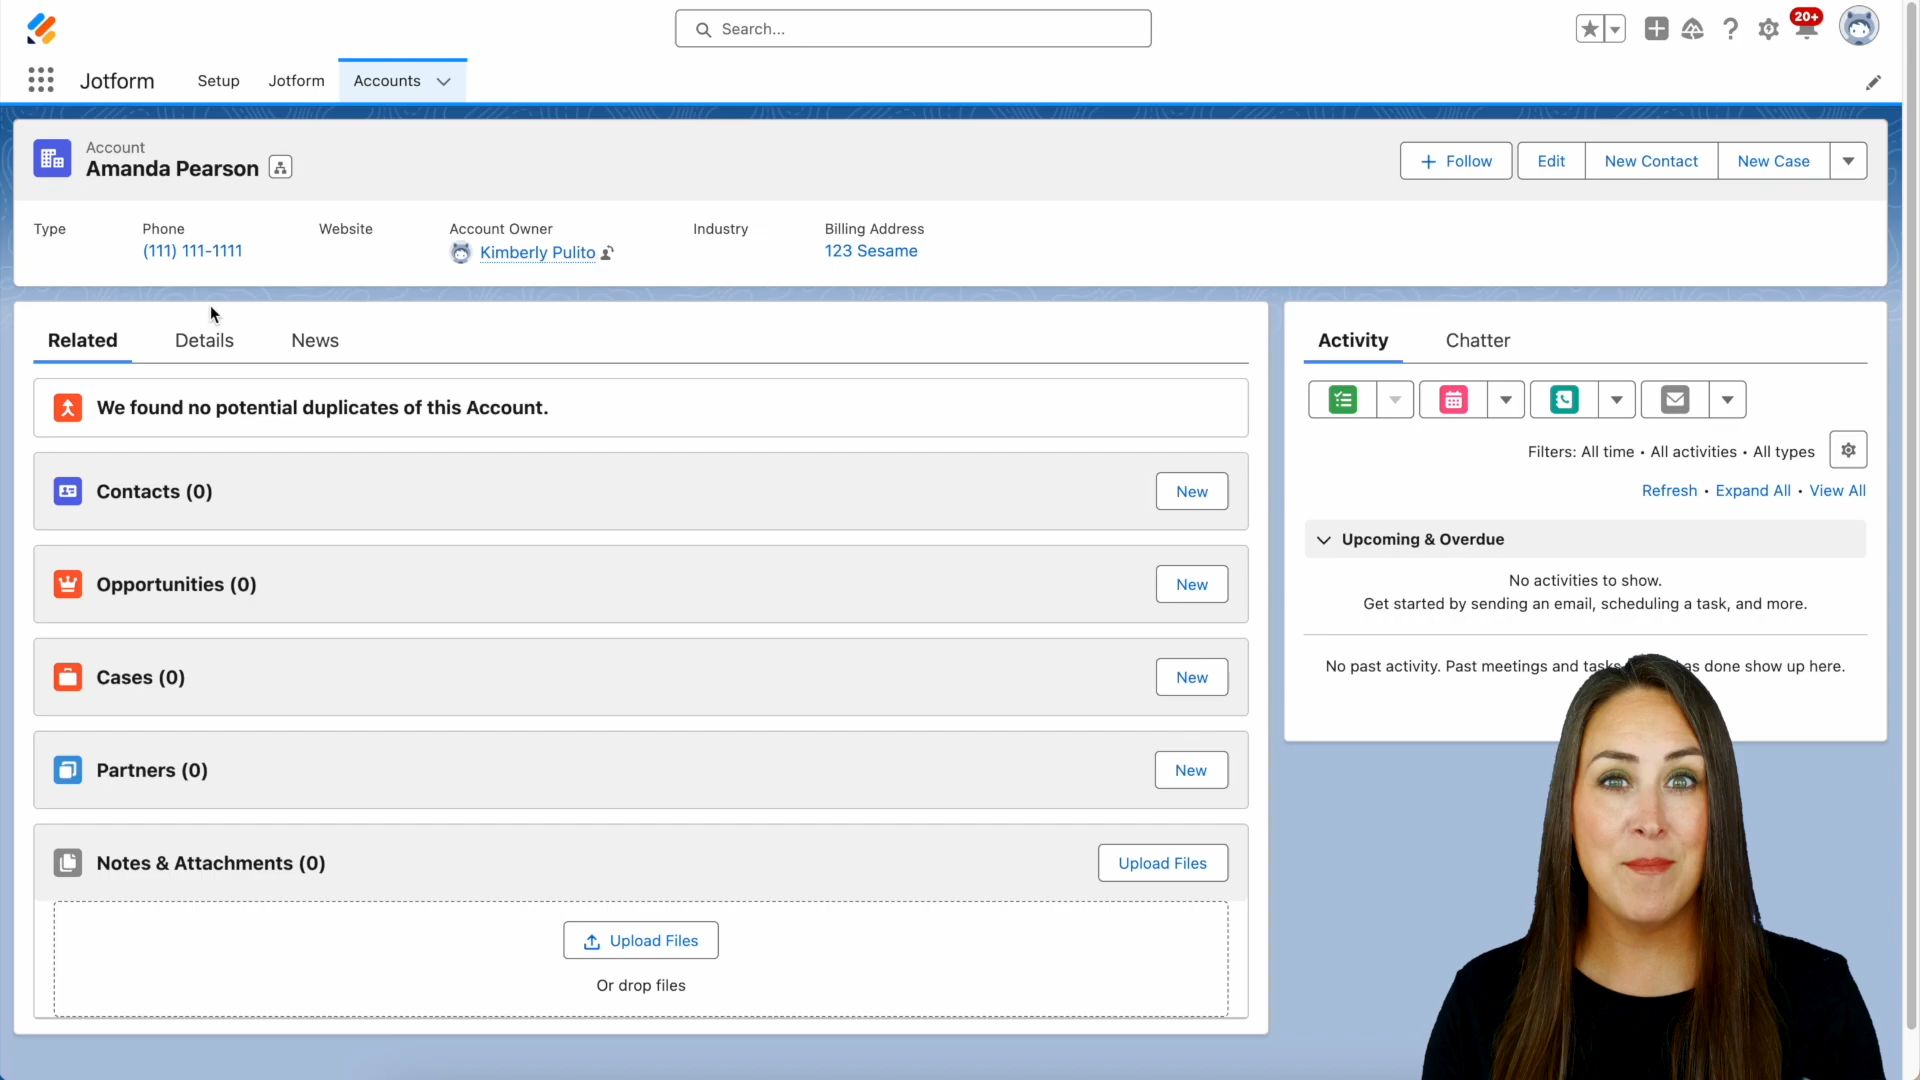 Search...
20+
Jotform
Setup
Jotform
Accounts
Account
Amanda Pearson
Follow
Edit
New Contact
New Case
Type
Phone
Website
Account Owner
Industry
Billing Address
(111) 111-1111
Kimberly Pulito
123 Sesame
Related
Details
News
We found no potential duplicates of this Account.
Contacts (0)
New
Opportunities (0)
New
Cases (0)
New
Partners (0)
New
Notes & Attachments (0)
Upload Files
Upload Files
Or drop files
Activity
Chatter
Filters: All time • All activities • All types
Refresh • Expand All • View All
Upcoming & Overdue
No activities to show.
Get started by sending an email, scheduling a task, and more.
No past activity. Past meetings and tasks as done show up here.